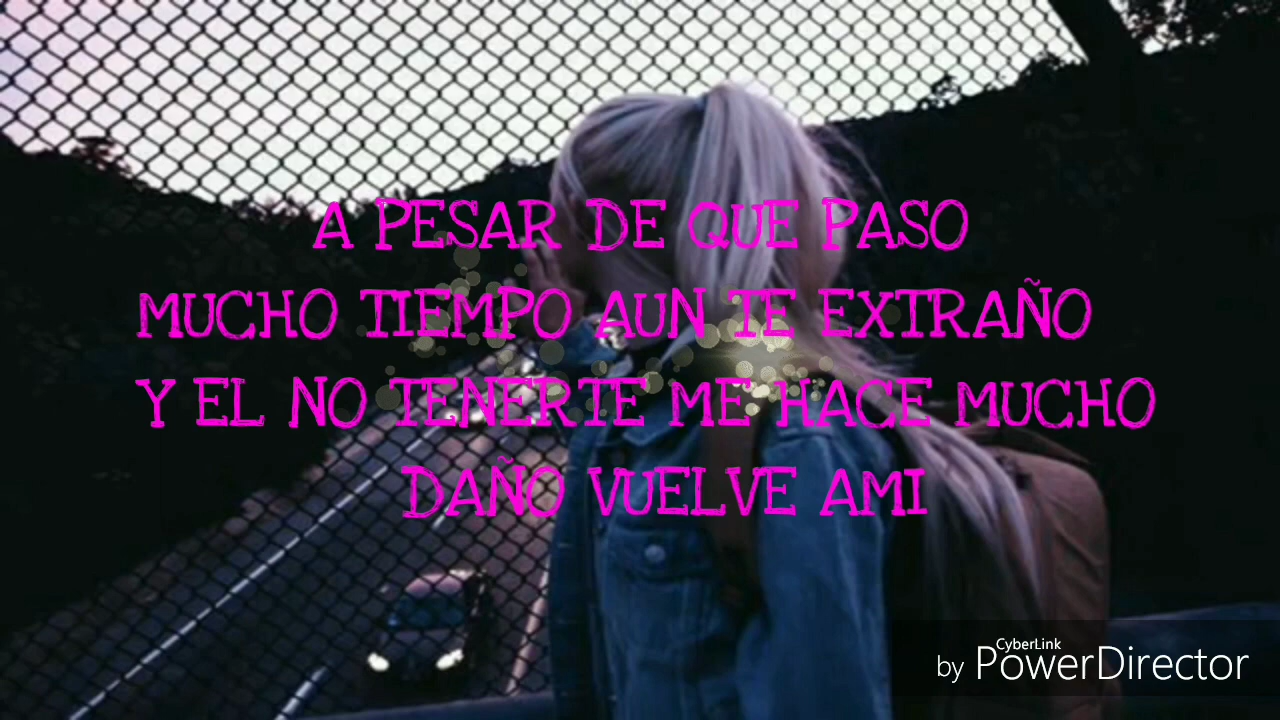 A PESAR DE QUE PASO
MUCHO TIEMPO AUN TE EXTRAÑO
Y EL NO TENERTE ME HACE MUCHO
DAÑO VUELVE AMI
CyberLink
by PowerDirector